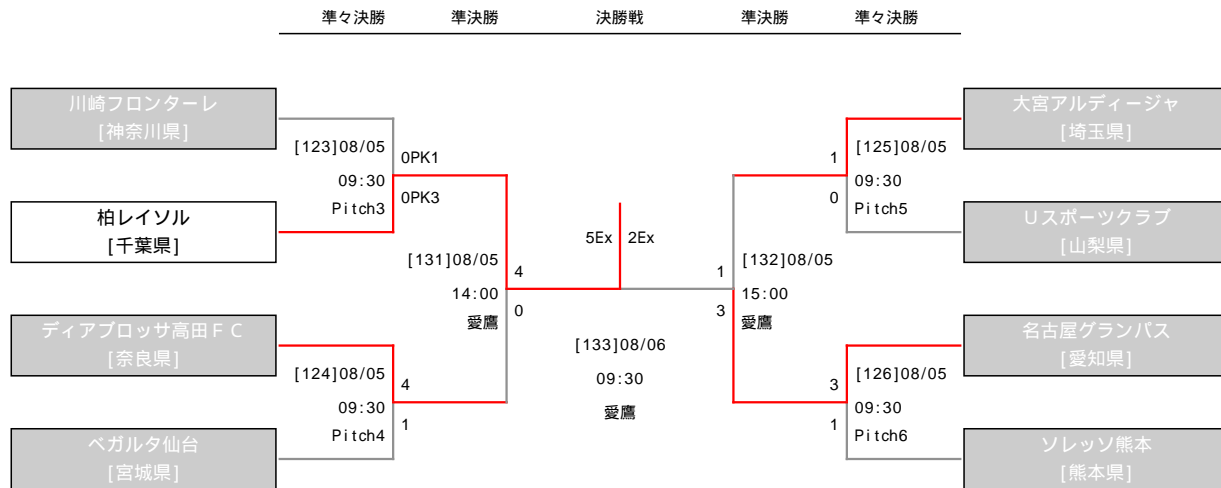 準々決勝 準決勝 決勝戦 準決勝 準々決勝
川崎フロンターレ
[神奈川県]
[123]08/05
09:30
Pitch3
0PK1
0PK3
柏レイソル
[千葉県]
[131]08/05
14:00
愛鷹
4
0
ディアブロッサ高田FC
[奈良県]
[124]08/05
09:30
Pitch4
4
1
ベガルタ仙台
[宮城県]
5Ex 2Ex
[133]08/06
09:30
愛鷹
大宮アルディージャ
[埼玉県]
1
0
[125]08/05
09:30
Pitch5
Uスポーツクラブ
[山梨県]
1
3
[132]08/05
15:00
愛鷹
名古屋グランパス
[愛知県]
3
1
[126]08/05
09:30
Pitch6
ソレッソ熊本
[熊本県]